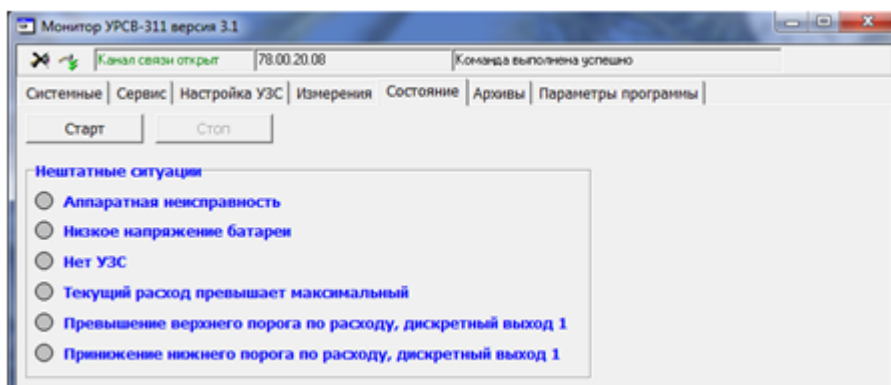 Монитор УРСВ-311 версия 3.1
Канал связи открыт 78.00.20.08 Команда выполнена успешно
Системные Сервис Настройка УЗС Измерения Состояние Архивы Параметры программы
Старт Стоп
Нештатные ситуации
Аппаратная неисправность
Низкое напряжение батареи
Нет УЗС
Текущий расход превышает максимальный
Превышение верхнего порога по расходу, дискретный выход 1
Принижение нижнего порога по расходу, дискретный выход 1